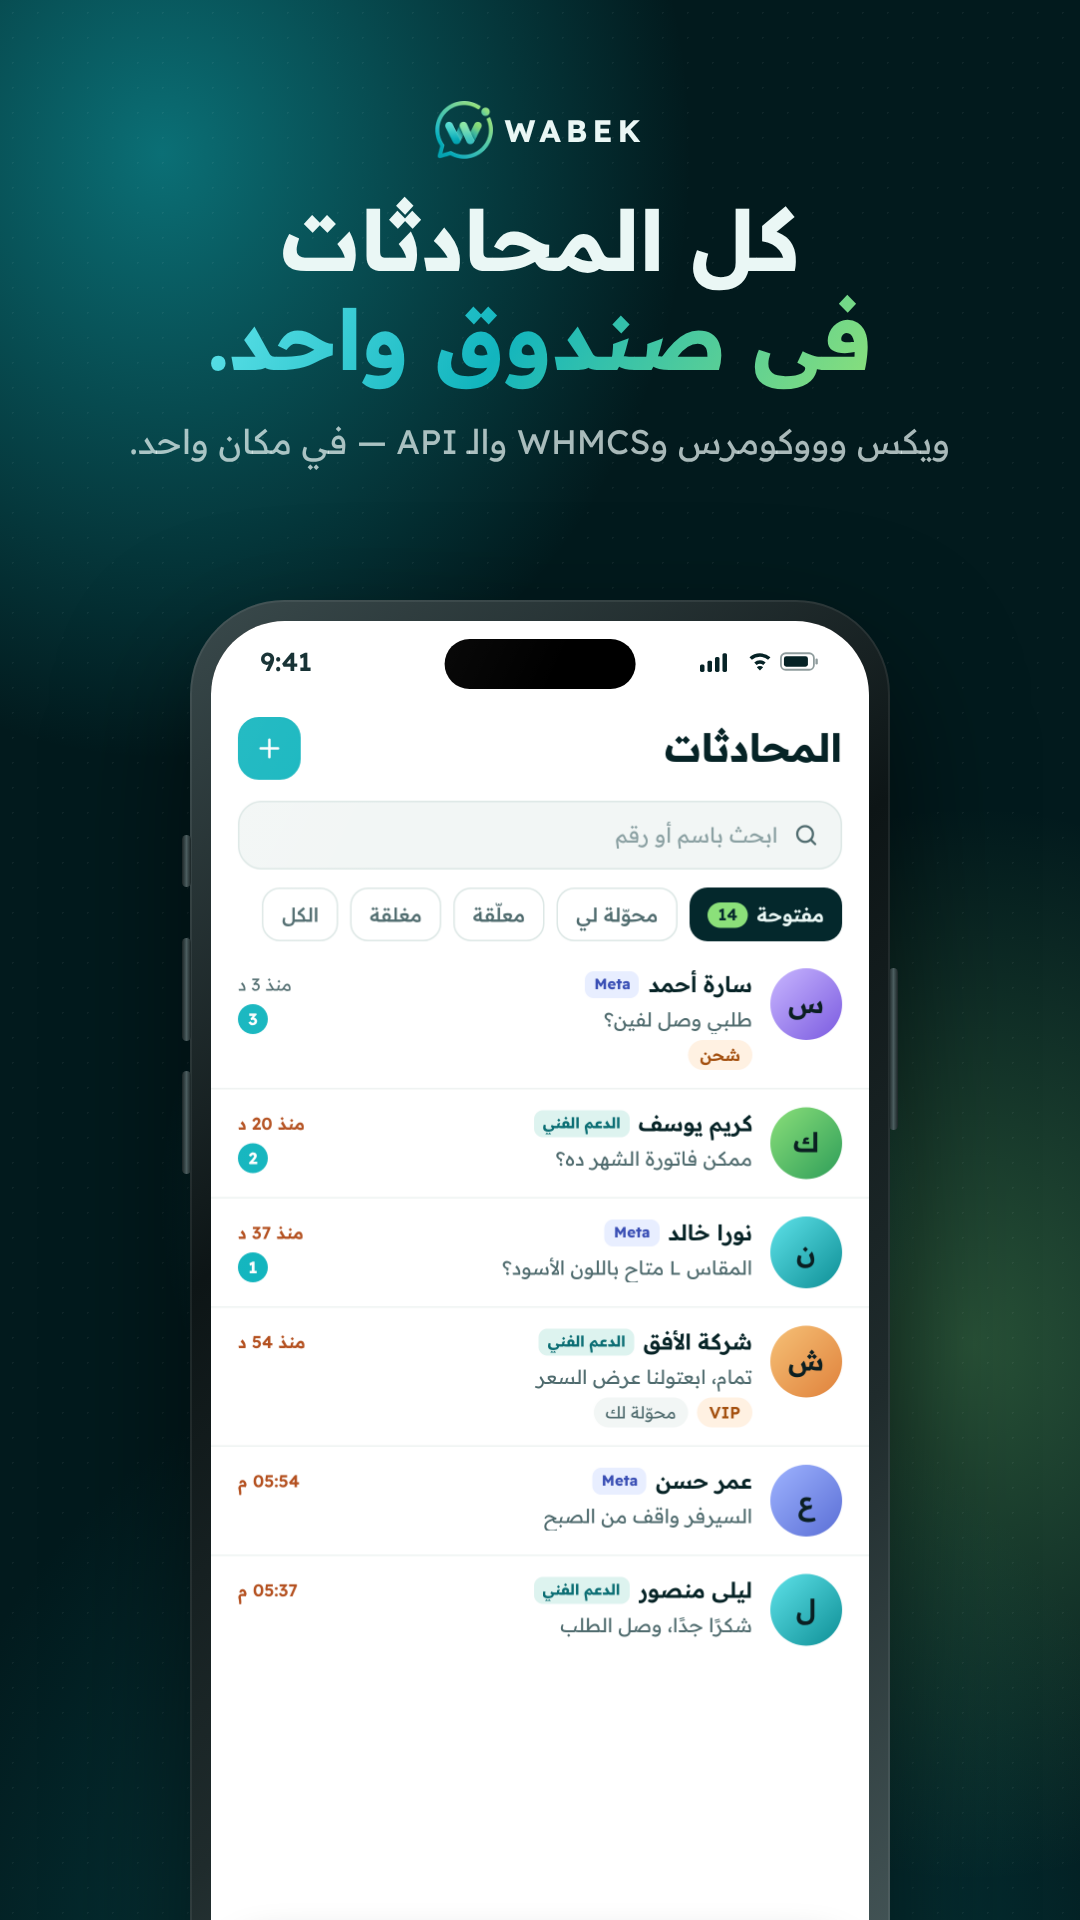 WABEK
كل المحادثات
في صندوق واحد.
ويكس وووكومرس وWHMCS والـ API — في مكان واحد.
9:41
المحادثات
ابحث باسم أو رقم
مفتوحة 14 محوّلة لي معلّقة مغلقة الكل
س سارة أحمد Meta منذ 3 د
طلبي وصل لفين؟ 3
شحن
ك كريم يوسف الدعم الفني منذ 20 د
ممكن فاتورة الشهر ده؟ 2
ن نورا خالد Meta منذ 37 د
المقاس L متاح باللون الأسود؟ 1
ش شركة الأفق الدعم الفني منذ 54 د
تمام، ابعتولنا عرض السعر
VIP محوّلة لك
ع عمر حسن Meta 05:54 م
السيرفر واقف من الصبح
ل ليلى منصور الدعم الفني 05:37 م
شكرًا جدًا، وصل الطلب